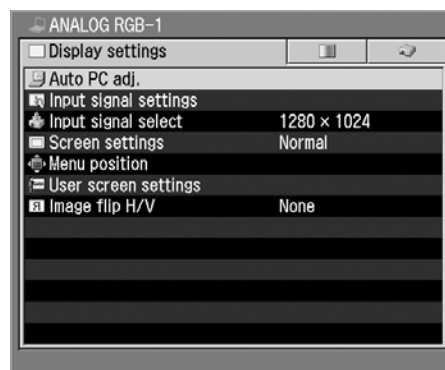 ANALOG RGB-1
Display settings
Auto PC adj.
Input signal settings
Input signal select 1280 × 1024
Screen settings Normal
Menu position
User screen settings
Image flip H/V None